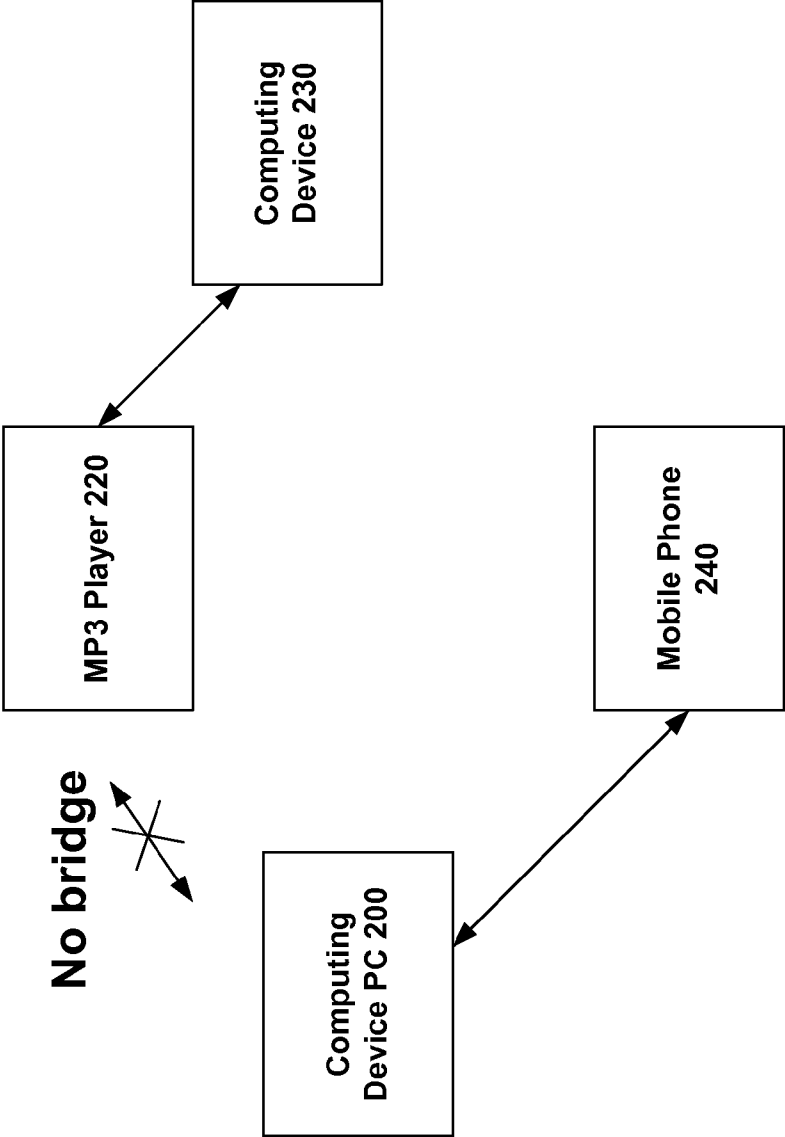 No bridge
MP3 Player 220
Computing
Device 230
Computing
Device PC 200
Mobile Phone
240